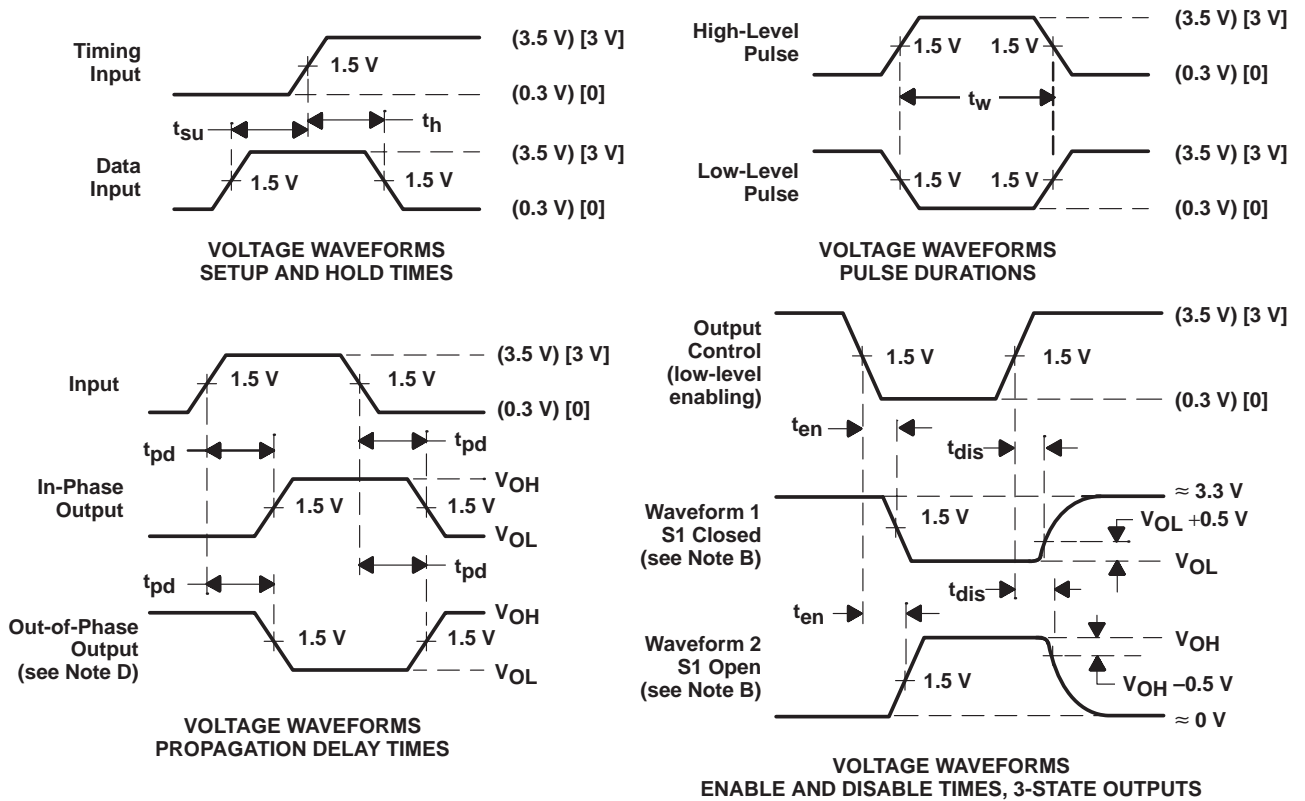 Timing
Input
1.5 V
(3.5 V) [3 V]
(0.3 V) [0]
tsu
th
Data
Input
1.5 V
1.5 V
(3.5 V) [3 V]
(0.3 V) [0]
VOLTAGE WAVEFORMS
SETUP AND HOLD TIMES
High-Level
Pulse
1.5 V
1.5 V
(3.5 V) [3 V]
(0.3 V) [0]
tw
Low-Level
Pulse
1.5 V
1.5 V
(3.5 V) [3 V]
(0.3 V) [0]
VOLTAGE WAVEFORMS
PULSE DURATIONS
Input
1.5 V
1.5 V
(3.5 V) [3 V]
(0.3 V) [0]
tpd
tpd
In-Phase
Output
1.5 V
1.5 V
VOH
VOL
tpd
tpd
Out-of-Phase
Output
(see Note D)
1.5 V
1.5 V
VOH
VOL
VOLTAGE WAVEFORMS
PROPAGATION DELAY TIMES
Output
Control
(low-level
enabling)
1.5 V
1.5 V
(3.5 V) [3 V]
(0.3 V) [0]
ten
tdis
Waveform 1
S1 Closed
(see Note B)
1.5 V
≈ 3.3 V
VOL +0.5 V
VOL
ten
tdis
Waveform 2
S1 Open
(see Note B)
1.5 V
VOH
VOH –0.5 V
≈ 0 V
VOLTAGE WAVEFORMS
ENABLE AND DISABLE TIMES, 3-STATE OUTPUTS